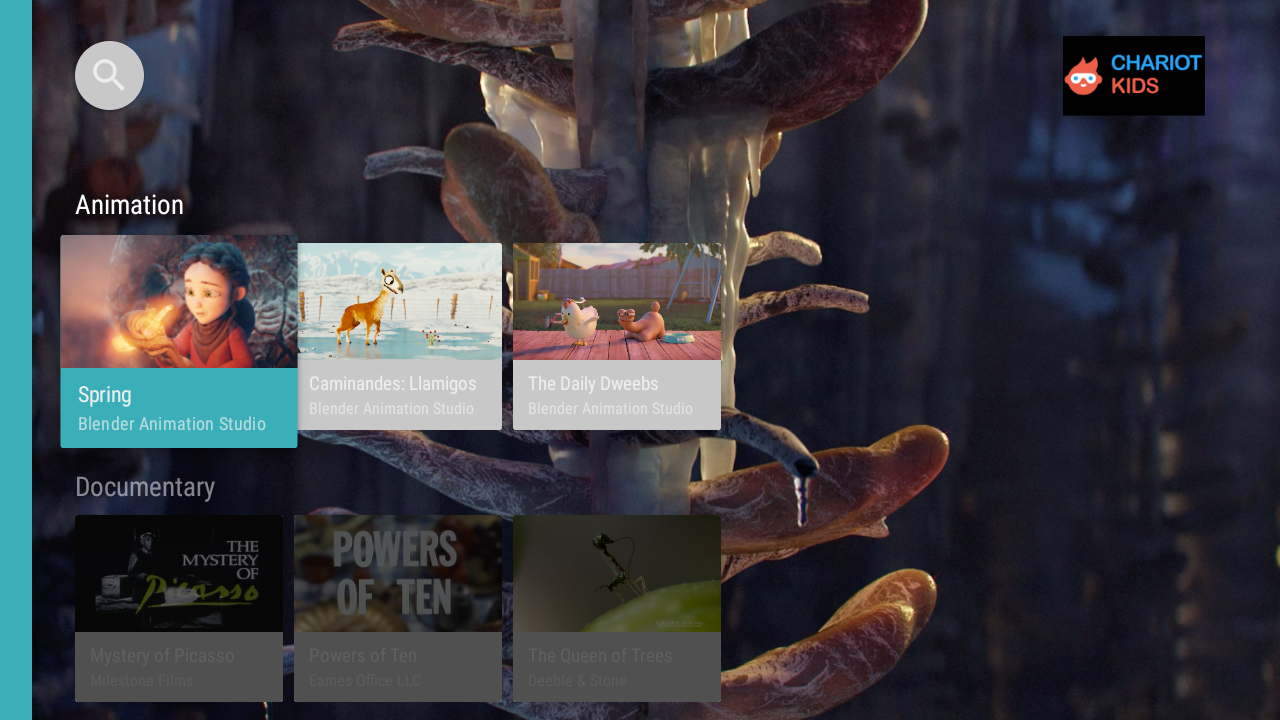 CHARIOT
KIDS
Animation
Spring
Blender Animation Studio
Caminandes: Llamigos
Blender Animation Studio
The Daily Dweebs
Blender Animation Studio
Documentary
THE
MYSTERY
OF
Picasso
Mystery of Picasso
Milestone Films
POWERS
OF TEN
Powers of Ten
Eames Office LLC
The Queen of Trees
Deeble & Stone